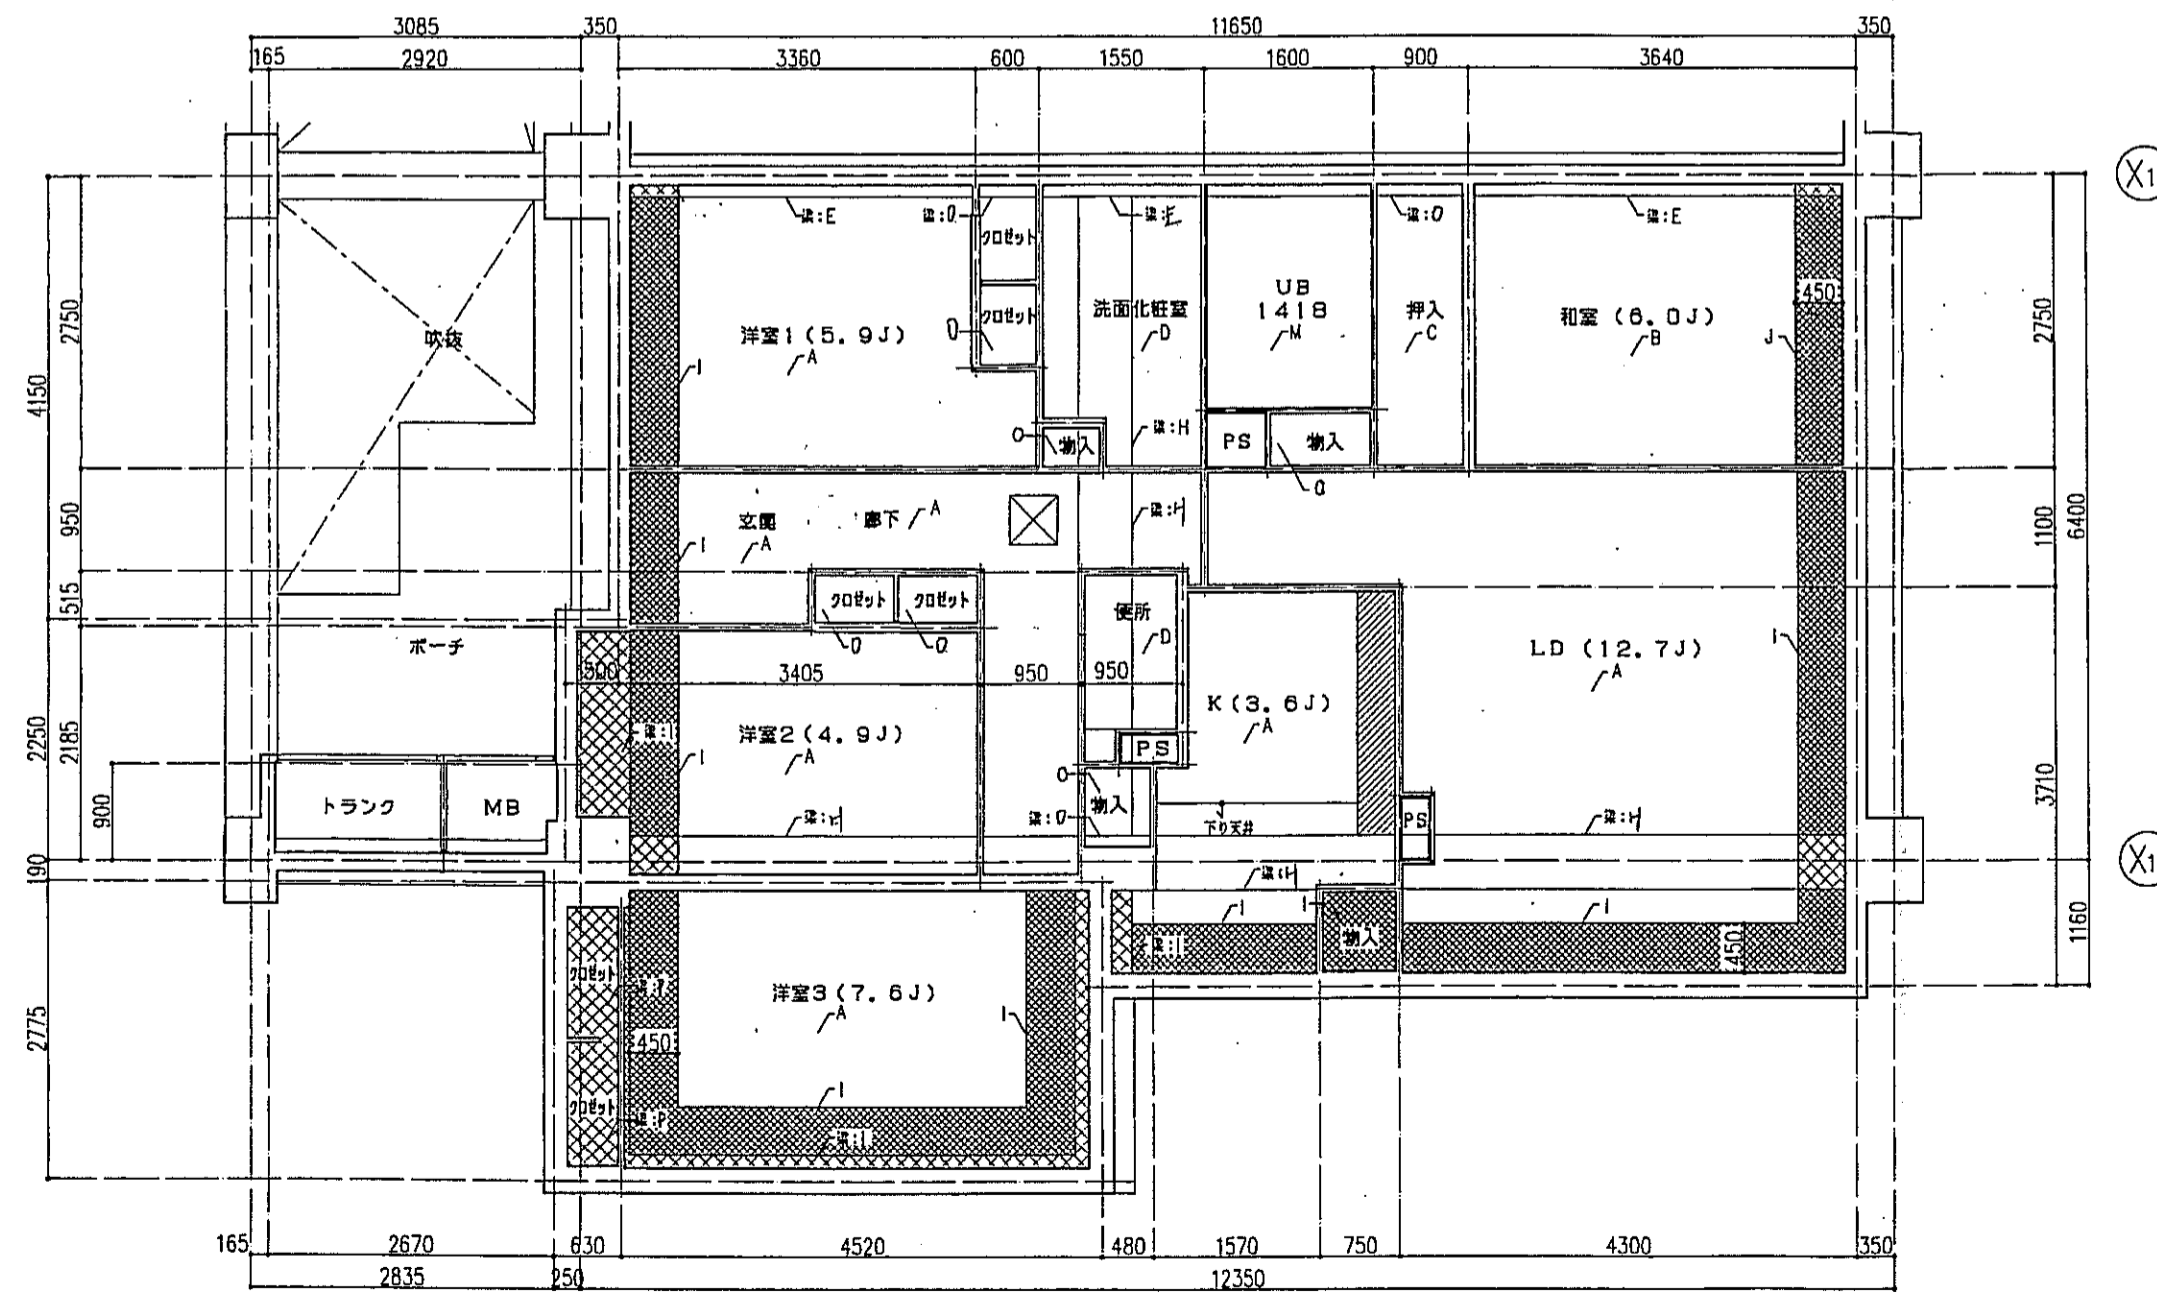 3085 350 11650 350
165 2920 3360 600 1550 1600 900 3640
X1
梁:E 梁:O 梁:E 梁:O 梁:E
クロゼット
UB
1418
M
450
2750
吹抜
洋室1(5.9J)
A
I
クロゼット
O
洗面化粧室
D
押入
C
和室(6.0J)
B
J
2750
4150
梁:H
O
物入
PS
物入
O
950
玄関
A
廊下
A
I
梁:H
1100
6400
515
クロゼット
クロゼット
O
O
便所
D
ポーチ
LD(12.7J)
A
I
300 3405 950 950
K(3.6J)
A
2250
2185
梁:I
洋室2(4.9J)
A
I
PS
900
トランク
MB
梁:H
O
物入
梁:O
下り天井
PS
梁:H
3710
X1
190
梁:H
I
I
I
梁:I
物入
450
1160
クロゼット
洋室3(7.6J)
A
I
450
2775
クロゼット
梁:P
I
梁:I
165 2670 630 4520 480 1570 750 4300 350
2835 250 12350